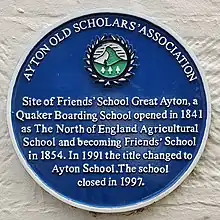 AYTON OLD SCHOLARS' ASSOCIATION
Site of Friends' School Great Ayton, a
Quaker Boarding School opened in 1841
as The North of England Agricultural
School and becoming Friends' School
in 1854. In 1991 the title changed to
Ayton School. The school
closed in 1997.